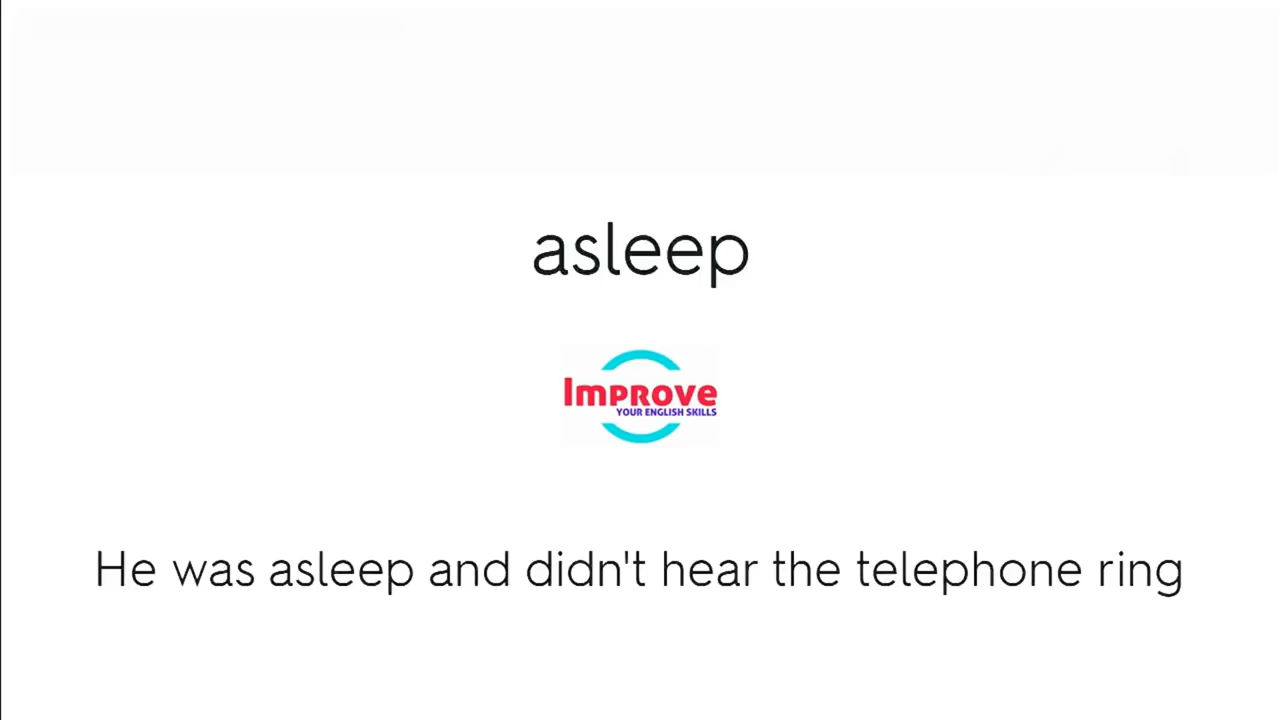 asleep
Improve
YOUR ENGLISH SKILLS
He was asleep and didn't hear the telephone ring